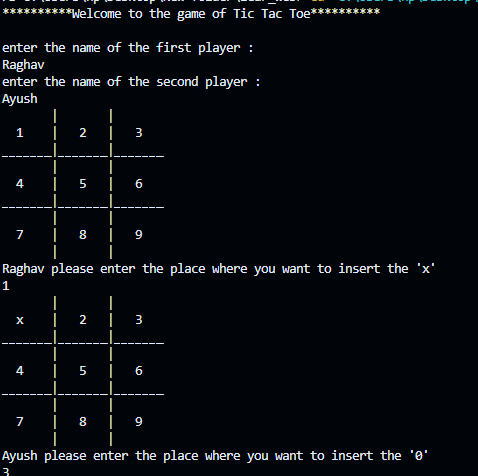 **********Welcome to the game of Tic Tac Toe**********
enter the name of the first player :
Raghav
enter the name of the second player :
Ayush
1 | 2 | 3
4 | 5 | 6
7 | 8 | 9
Raghav please enter the place where you want to insert the 'x'
1
x | 2 | 3
4 | 5 | 6
7 | 8 | 9
Ayush please enter the place where you want to insert the '0'
3